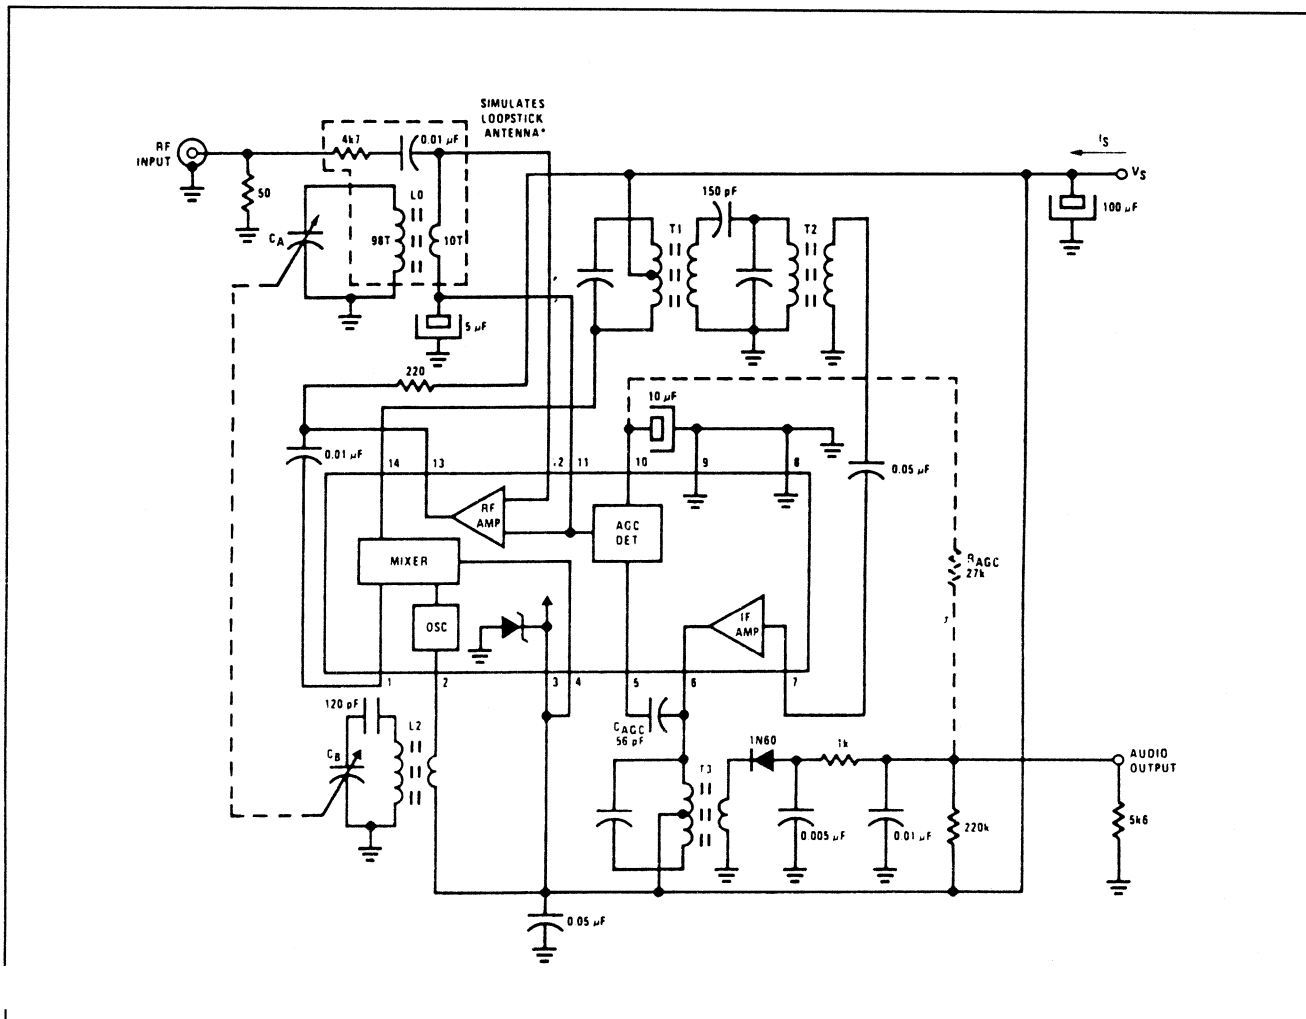 SIMULATES
LOOPSTICK
ANTENNA*
RF
INPUT
4k7
0.01 µF
50
L0
98T
10T
CA
5 µF
IS
VS
100 µF
150 pF
T1
T2
220
10 µF
0.01 µF
14
13
11
10
9
8
0.05 µF
RF
AMP
AGC
DET
MIXER
OSC
IF
AMP
RAGC
27k
1
2
3
4
5
6
7
120 pF
L2
CB
CAGC
56 pF
1N60
1k
T3
AUDIO
OUTPUT
0.005 µF
0.01 µF
220k
5k6
0.05 µF